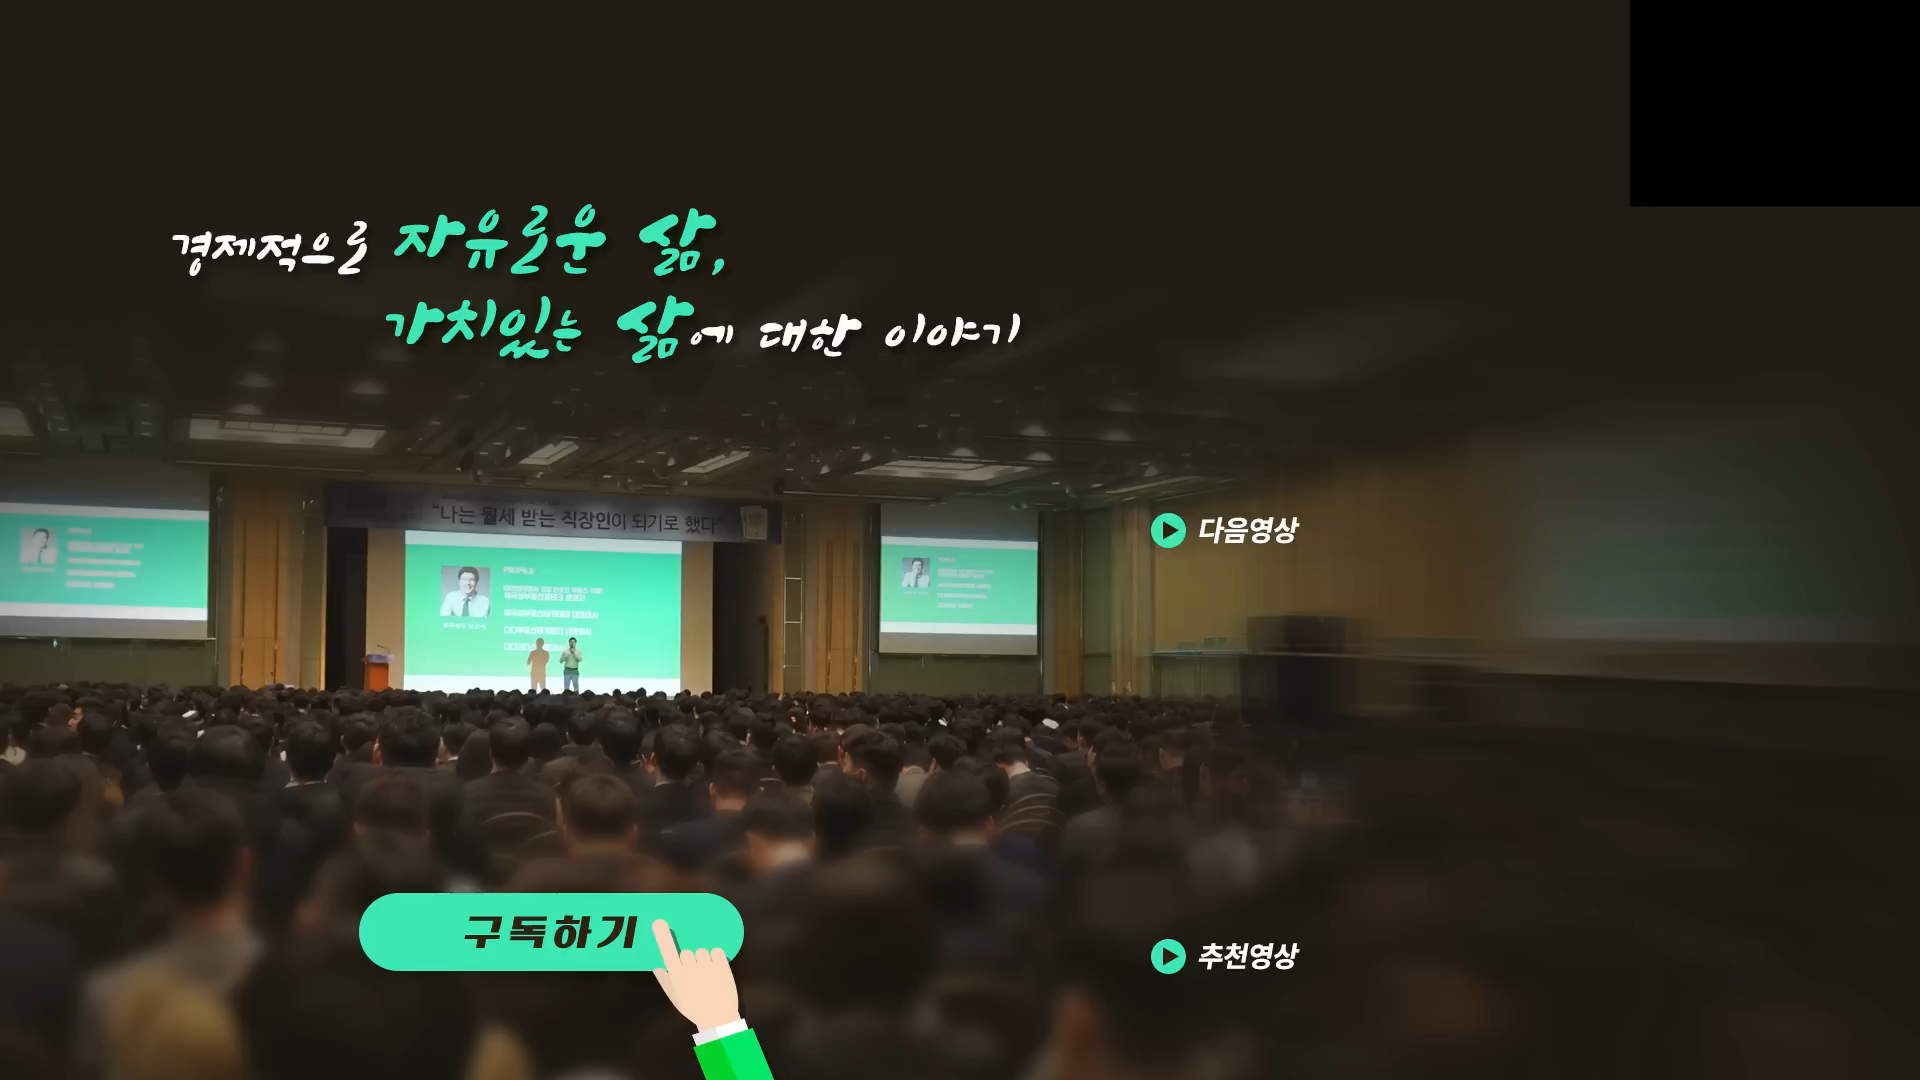 경제적으로 자유로운 삶,
가치있는 삶에 대한 이야기
"나는 월세 받는 직장인이 되기로 했다"
PROFILE
다음영상
구독하기
추천영상